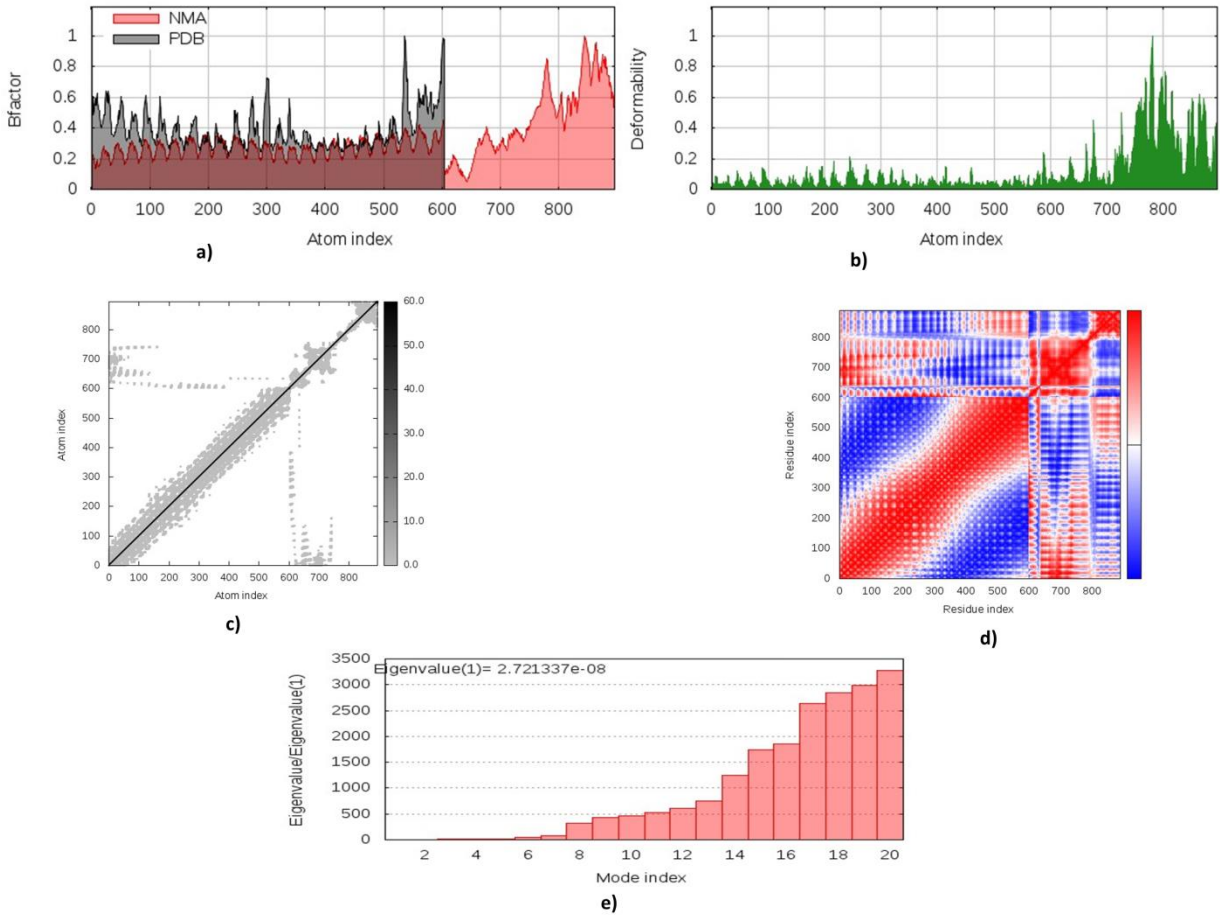 NMA
PDB
1
0.8
0.6
0.4
0.2
0
Bfactor
0 100 200 300 400 500 600 700 800
Atom index
a)
1
0.8
0.6
0.4
0.2
0
Deformability
0 100 200 300 400 500 600 700 800
Atom index
b)
800
700
600
500
400
300
200
100
0
Atom index
0 100 200 300 400 500 600 700 800
Atom index
60.0
50.0
40.0
30.0
20.0
10.0
0.0
c)
800
700
600
500
400
300
200
100
0
Residue index
0 100 200 300 400 500 600 700 800
Residue index
d)
Eigenvalue(1)= 2.721337e-08
3500
3000
2500
2000
1500
1000
500
0
Eigenvalue/Eigenvalue(1)
2 4 6 8 10 12 14 16 18 20
Mode index
e)